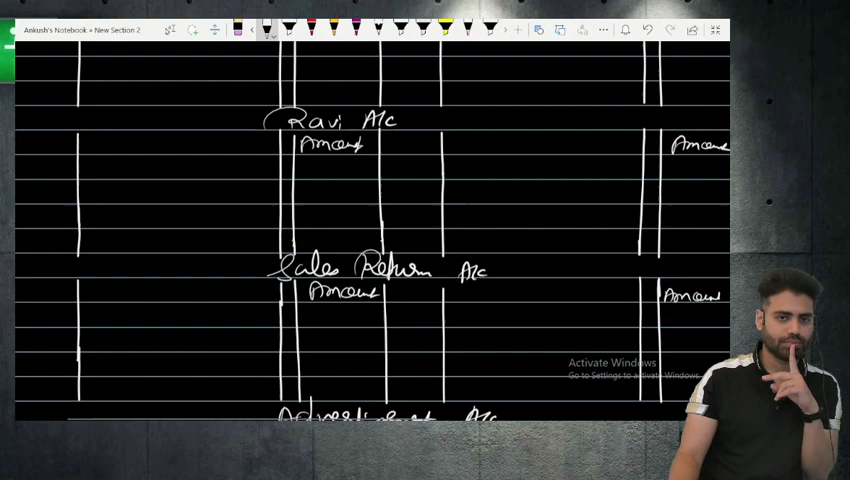 Ankush's Notebook » New Section 2
Ravi A/c
Amount Amount
Sales Return A/c
Amount Amount
Activate Windows
Go to Settings to activate Windows.
Advertisement A/c